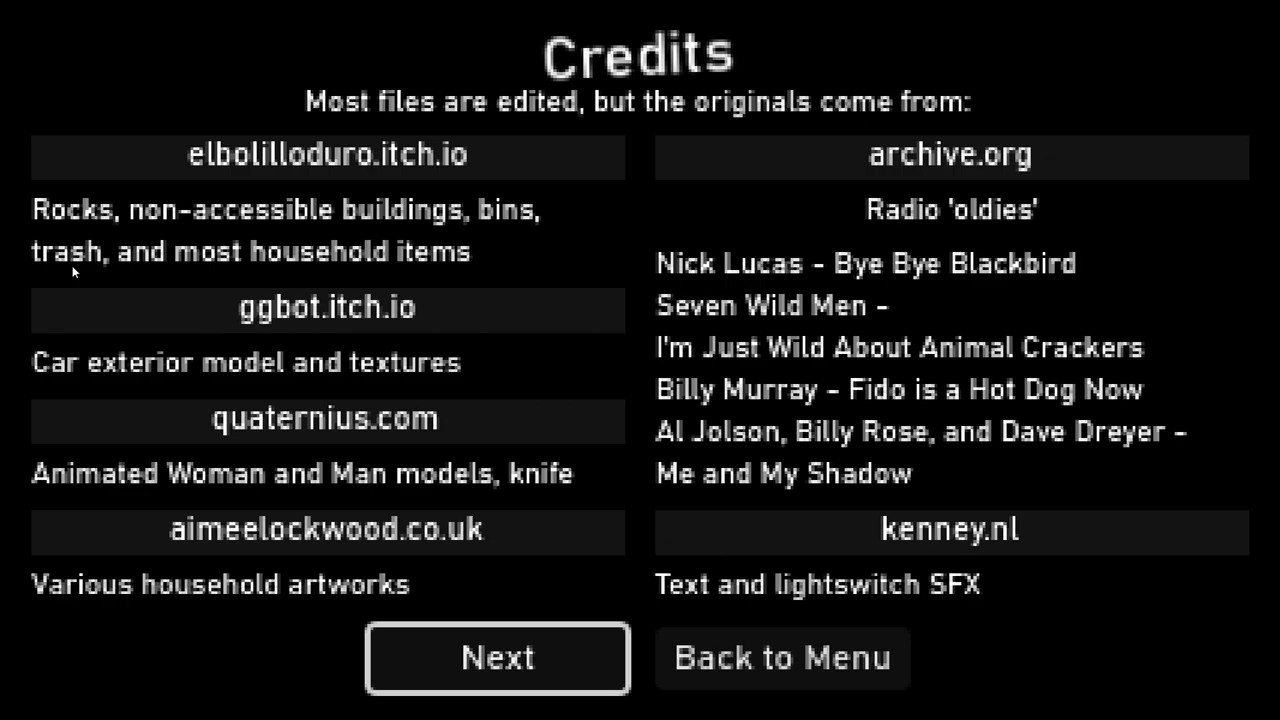 Credits
Most files are edited, but the originals come from:
elbolilloduro.itch.io
Rocks, non-accessible buildings, bins,
trash, and most household items
ggbot.itch.io
Car exterior model and textures
quaternius.com
Animated Woman and Man models, knife
aimeelockwood.co.uk
Various household artworks
archive.org
Radio 'oldies'
Nick Lucas - Bye Bye Blackbird
Seven Wild Men -
I'm Just Wild About Animal Crackers
Billy Murray - Fido is a Hot Dog Now
Al Jolson, Billy Rose, and Dave Dreyer -
Me and My Shadow
kenney.nl
Text and lightswitch SFX
Next
Back to Menu